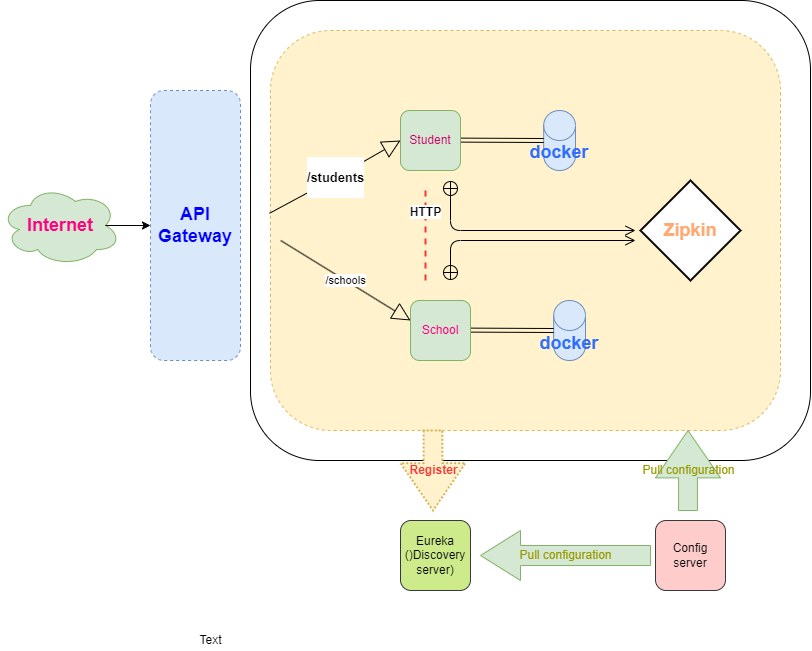 Student
docker
/students
HTTP
API
Gateway
Internet
Zipkin
/schools
School
docker
Register
Pull configuration
Eureka
()Discovery
server)
Pull configuration
Config
server
Text